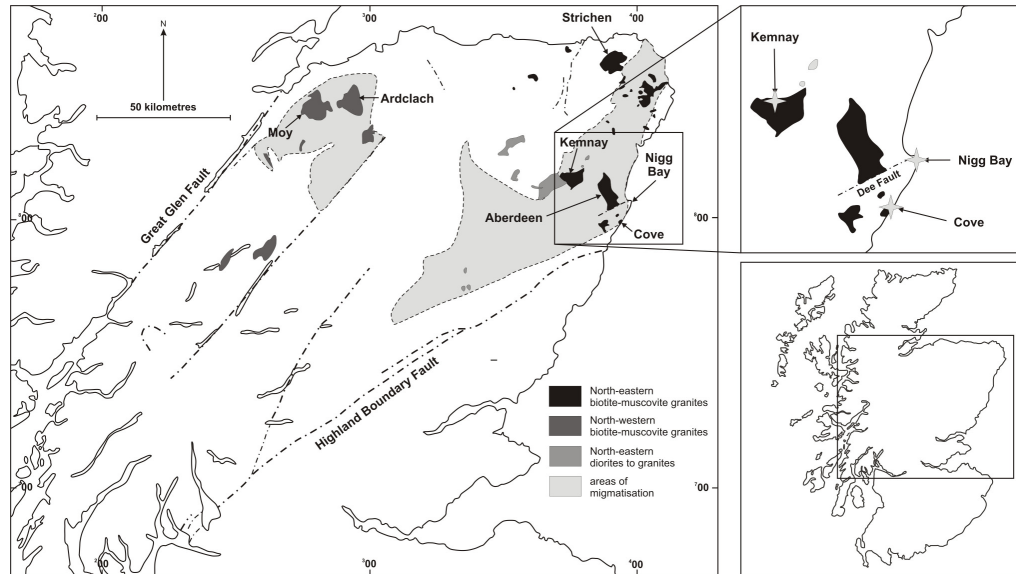 ²00
³00
⁴00
N
50 kilometres
Strichen
Ardclach
Moy
Kemnay
Nigg
Bay
Great Glen Fault
Aberdeen
Cove
⁸00
⁸00
Highland Boundary Fault
North-eastern
biotite-muscovite granites
North-western
biotite-muscovite granites
North-eastern
diorites to granites
areas of
migmatisation
⁷00
⁷00
²00
³00
⁴00
Kemnay
Nigg Bay
Dee Fault
Cove